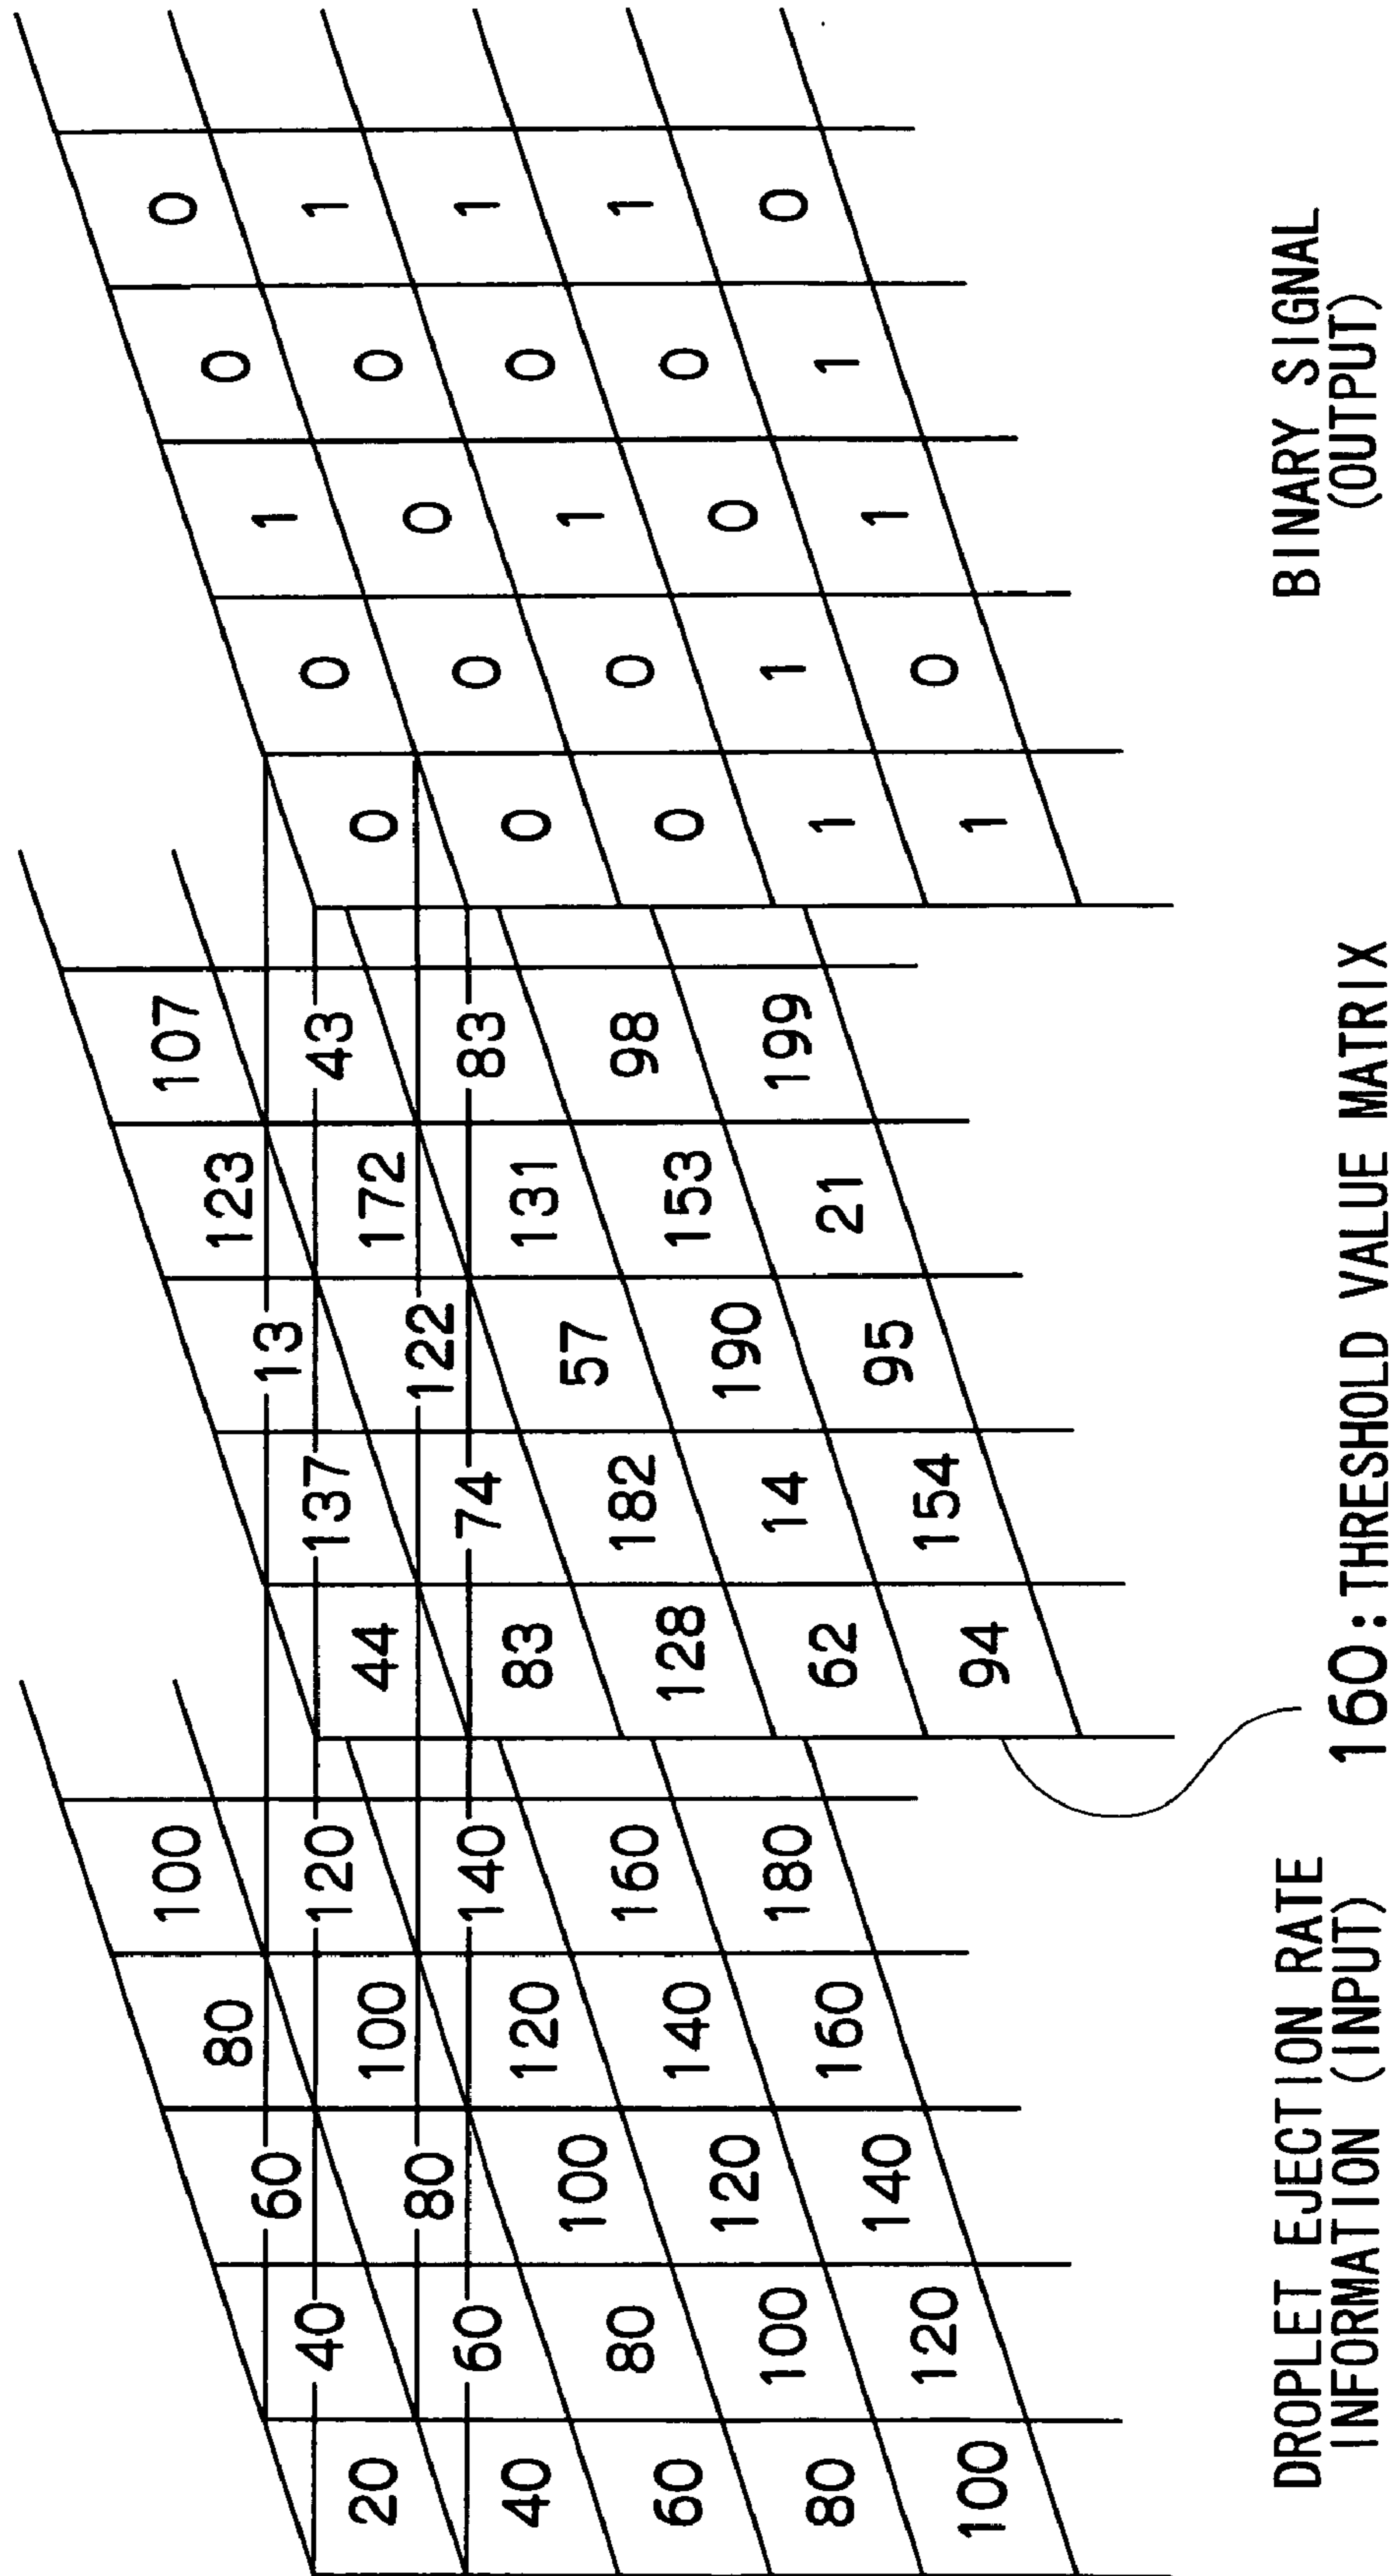 20 40 60 80 100
40 60 80 100 120
60 80 100 120 140
80 100 120 140 160
100 120 140 160 180
DROPLET EJECTION RATE
INFORMATION (INPUT)
44 137 13 123 107
83 74 122 172 43
128 182 57 131 83
62 14 190 153 98
94 154 95 21 199
160:THRESHOLD VALUE MATRIX
0 0 1 0 0
0 0 0 0 1
0 0 1 0 1
1 1 0 0 1
1 0 1 1 0
BINARY SIGNAL
(OUTPUT)